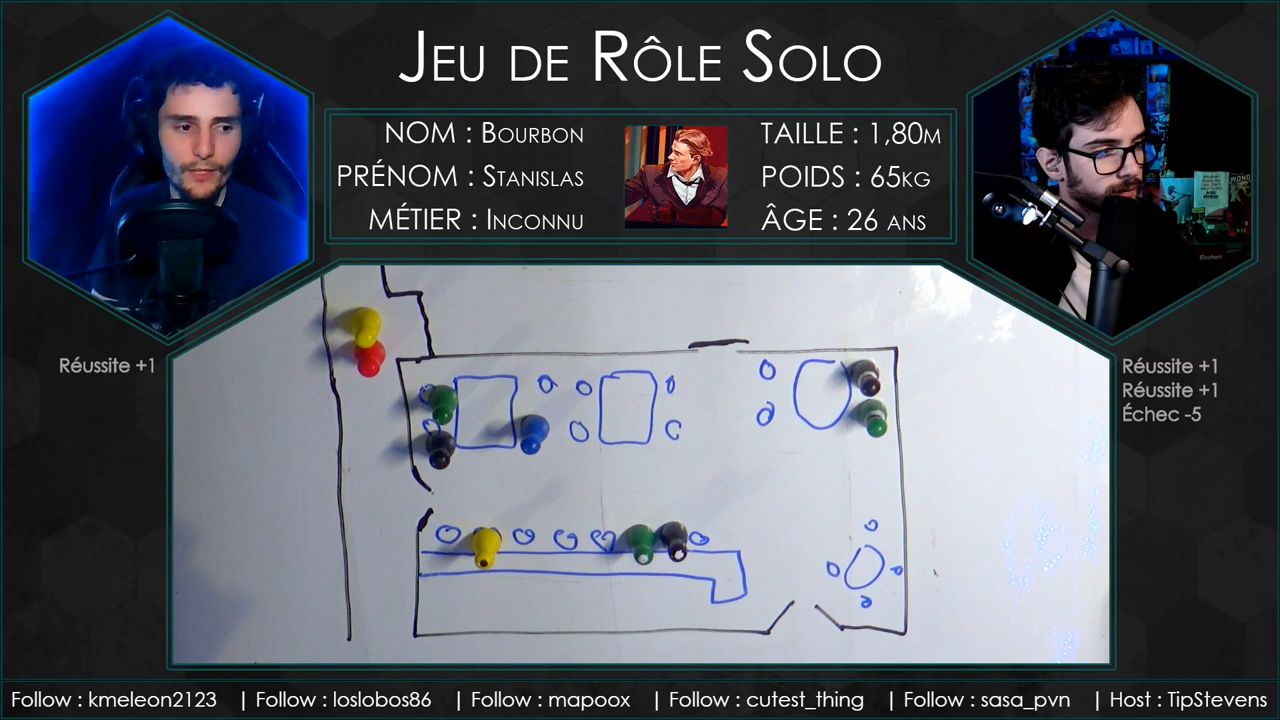 Jeu de Rôle Solo
NOM : Bourbon
PRÉNOM : Stanislas
MÉTIER : Inconnu
TAILLE : 1,80m
POIDS : 65kg
ÂGE : 26 ans
Réussite +1
Réussite +1
Réussite +1
Échec -5
Follow : kmeleon2123 | Follow : loslobos86 | Follow : mapoox | Follow : cutest_thing | Follow : sasa_pvn | Host : TipStevens